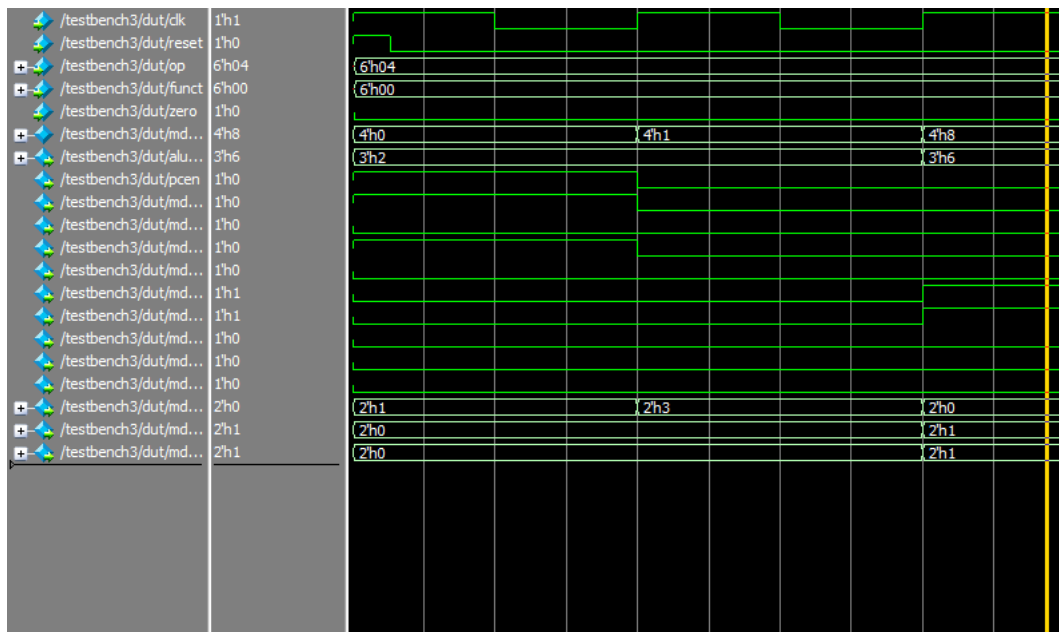 /testbench3/dut/clk 1'h1
/testbench3/dut/reset 1'h0
/testbench3/dut/op 6'h04 6'h04
/testbench3/dut/funct 6'h00 6'h00
/testbench3/dut/zero 1'h0
/testbench3/dut/md... 4'h8 4'h0 4'h1 4'h8
/testbench3/dut/alu... 3'h6 3'h2 3'h6
/testbench3/dut/pcen 1'h0
/testbench3/dut/md... 1'h0
/testbench3/dut/md... 1'h0
/testbench3/dut/md... 1'h0
/testbench3/dut/md... 1'h0
/testbench3/dut/md... 1'h1
/testbench3/dut/md... 1'h1
/testbench3/dut/md... 1'h0
/testbench3/dut/md... 1'h0
/testbench3/dut/md... 1'h0
/testbench3/dut/md... 2'h0 2'h1 2'h3 2'h0
/testbench3/dut/md... 2'h1 2'h0 2'h1
/testbench3/dut/md... 2'h1 2'h0 2'h1